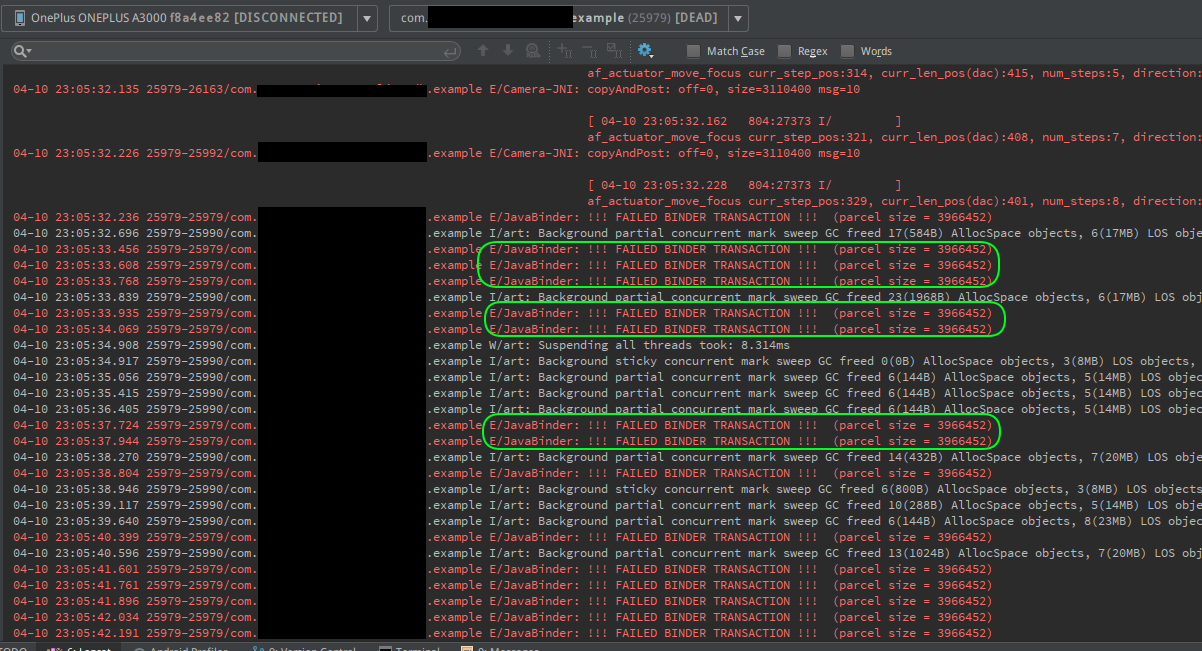 OnePlus ONEPLUS A3000 f8a4ee82 [DISCONNECTED]
com. example (25979) [DEAD]
Match Case Regex Words
af_actuator_move_focus curr_step_pos:314, curr_len_pos(dac):415, num_steps:5, direction:
04-10 23:05:32.135 25979-26163/com. .example E/Camera-JNI: copyAndPost: off=0, size=3110400 msg=10
[ 04-10 23:05:32.162 804:27373 I/ ]
af_actuator_move_focus curr_step_pos:321, curr_len_pos(dac):408, num_steps:7, direction:
04-10 23:05:32.226 25979-25992/com. .example E/Camera-JNI: copyAndPost: off=0, size=3110400 msg=10
[ 04-10 23:05:32.228 804:27373 I/ ]
af_actuator_move_focus curr_step_pos:329, curr_len_pos(dac):401, num_steps:8, direction:
04-10 23:05:32.236 25979-25979/com. .example E/JavaBinder: !!! FAILED BINDER TRANSACTION !!! (parcel size = 3966452)
04-10 23:05:32.696 25979-25990/com. .example I/art: Background partial concurrent mark sweep GC freed 17(584B) AllocSpace objects, 6(17MB) LOS obje
04-10 23:05:33.456 25979-25979/com. .example E/JavaBinder: !!! FAILED BINDER TRANSACTION !!! (parcel size = 3966452)
04-10 23:05:33.608 25979-25979/com. .example E/JavaBinder: !!! FAILED BINDER TRANSACTION !!! (parcel size = 3966452)
04-10 23:05:33.768 25979-25979/com. .example E/JavaBinder: !!! FAILED BINDER TRANSACTION !!! (parcel size = 3966452)
04-10 23:05:33.839 25979-25990/com. .example I/art: Background partial concurrent mark sweep GC freed 23(1968B) AllocSpace objects, 6(17MB) LOS obj
04-10 23:05:33.935 25979-25979/com. .example E/JavaBinder: !!! FAILED BINDER TRANSACTION !!! (parcel size = 3966452)
04-10 23:05:34.069 25979-25979/com. .example E/JavaBinder: !!! FAILED BINDER TRANSACTION !!! (parcel size = 3966452)
04-10 23:05:34.908 25979-25990/com. .example W/art: Suspending all threads took: 8.314ms
04-10 23:05:34.917 25979-25990/com. .example I/art: Background sticky concurrent mark sweep GC freed 0(0B) AllocSpace objects, 3(8MB) LOS objects,
04-10 23:05:35.056 25979-25990/com. .example I/art: Background partial concurrent mark sweep GC freed 6(144B) AllocSpace objects, 5(14MB) LOS objec
04-10 23:05:35.415 25979-25990/com. .example I/art: Background partial concurrent mark sweep GC freed 6(144B) AllocSpace objects, 5(14MB) LOS objec
04-10 23:05:36.405 25979-25990/com. .example I/art: Background partial concurrent mark sweep GC freed 6(144B) AllocSpace objects, 5(14MB) LOS objec
04-10 23:05:37.724 25979-25979/com. .example E/JavaBinder: !!! FAILED BINDER TRANSACTION !!! (parcel size = 3966452)
04-10 23:05:37.944 25979-25979/com. .example E/JavaBinder: !!! FAILED BINDER TRANSACTION !!! (parcel size = 3966452)
04-10 23:05:38.270 25979-25990/com. .example I/art: Background partial concurrent mark sweep GC freed 14(432B) AllocSpace objects, 7(20MB) LOS obje
04-10 23:05:38.804 25979-25979/com. .example E/JavaBinder: !!! FAILED BINDER TRANSACTION !!! (parcel size = 3966452)
04-10 23:05:38.946 25979-25990/com. .example I/art: Background sticky concurrent mark sweep GC freed 6(800B) AllocSpace objects, 3(8MB) LOS objects
04-10 23:05:39.117 25979-25990/com. .example I/art: Background partial concurrent mark sweep GC freed 10(288B) AllocSpace objects, 5(14MB) LOS obje
04-10 23:05:39.640 25979-25990/com. .example I/art: Background partial concurrent mark sweep GC freed 6(144B) AllocSpace objects, 8(23MB) LOS objec
04-10 23:05:40.399 25979-25979/com. .example E/JavaBinder: !!! FAILED BINDER TRANSACTION !!! (parcel size = 3966452)
04-10 23:05:40.596 25979-25990/com. .example I/art: Background partial concurrent mark sweep GC freed 13(1024B) AllocSpace objects, 7(20MB) LOS obj
04-10 23:05:41.601 25979-25979/com. .example E/JavaBinder: !!! FAILED BINDER TRANSACTION !!! (parcel size = 3966452)
04-10 23:05:41.761 25979-25979/com. .example E/JavaBinder: !!! FAILED BINDER TRANSACTION !!! (parcel size = 3966452)
04-10 23:05:41.896 25979-25979/com. .example E/JavaBinder: !!! FAILED BINDER TRANSACTION !!! (parcel size = 3966452)
04-10 23:05:42.034 25979-25979/com. .example E/JavaBinder: !!! FAILED BINDER TRANSACTION !!! (parcel size = 3966452)
04-10 23:05:42.191 25979-25979/com. .example E/JavaBinder: !!! FAILED BINDER TRANSACTION !!! (parcel size = 3966452)